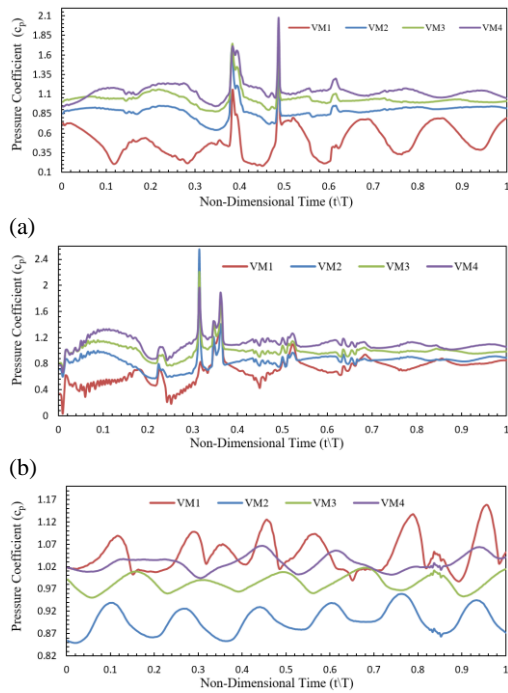 Pressure Coefficient (cp)
VM1 VM2 VM3 VM4
2.1
1.85
1.6
1.35
1.1
0.85
0.6
0.35
0.1
0 0.1 0.2 0.3 0.4 0.5 0.6 0.7 0.8 0.9 1
Non-Dimensional Time (t\T)
(a)
Pressure Coefficient (cp)
VM1 VM2 VM3 VM4
2.4
2
1.6
1.2
0.8
0.4
0
0 0.1 0.2 0.3 0.4 0.5 0.6 0.7 0.8 0.9 1
Non-Dimensional Time (t\T)
(b)
Pressure Coefficient (cp)
VM1 VM2 VM3 VM4
1.17
1.12
1.07
1.02
0.97
0.92
0.87
0.82
0 0.1 0.2 0.3 0.4 0.5 0.6 0.7 0.8 0.9 1
Non-Dimensional Time (t\T)